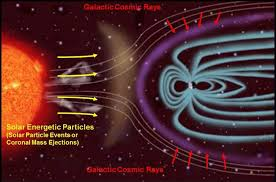 Galactic Cosmic Rays
Solar Energetic Particles
(Solar Particle Events or
Coronal Mass Ejections)
Galactic Cosmic Rays